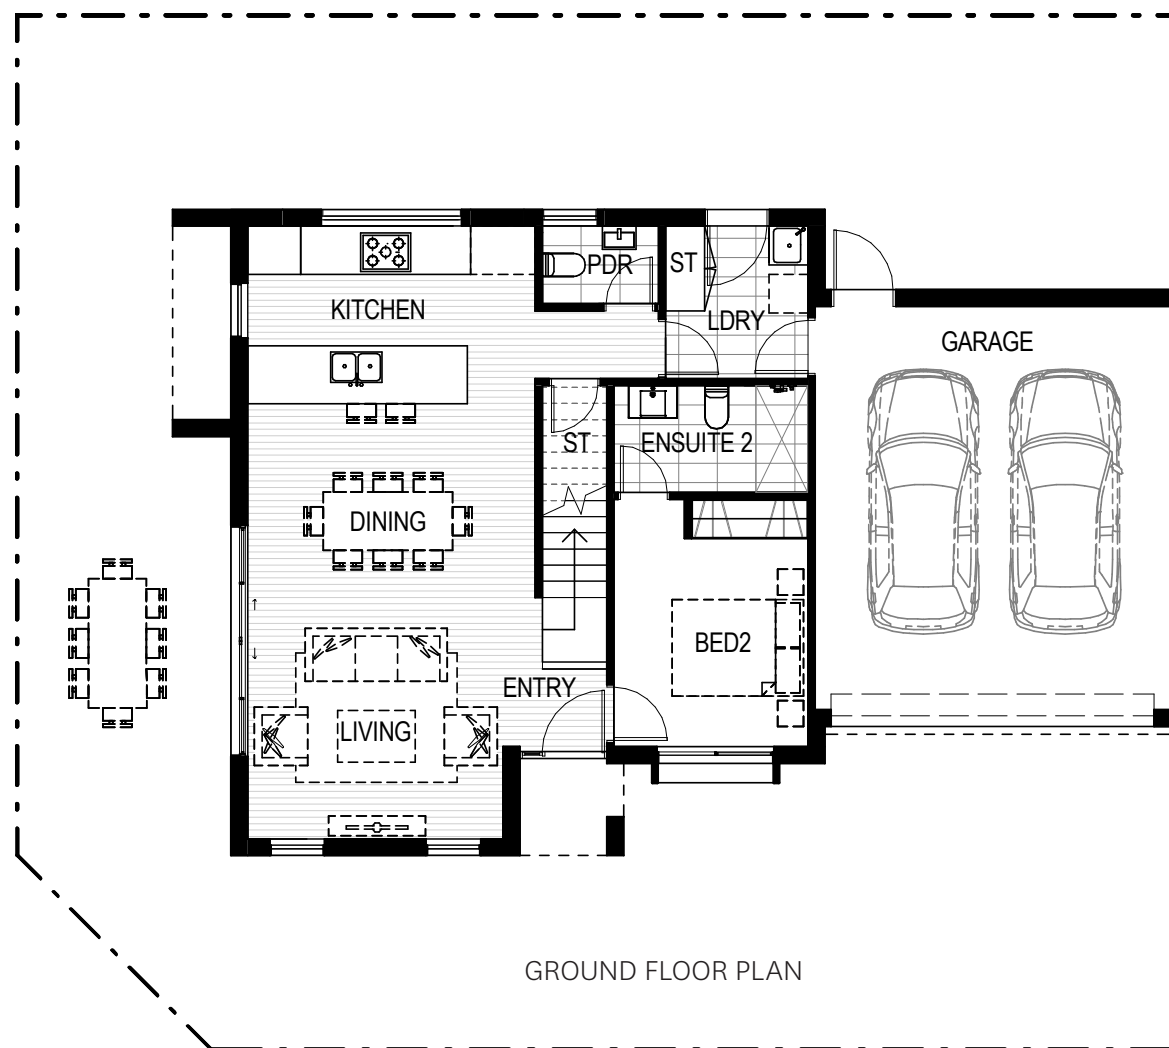 PDR
ST
KITCHEN
LDRY
GARAGE
ST
ENSUITE 2
DINING
BED2
ENTRY
LIVING
GROUND FLOOR PLAN